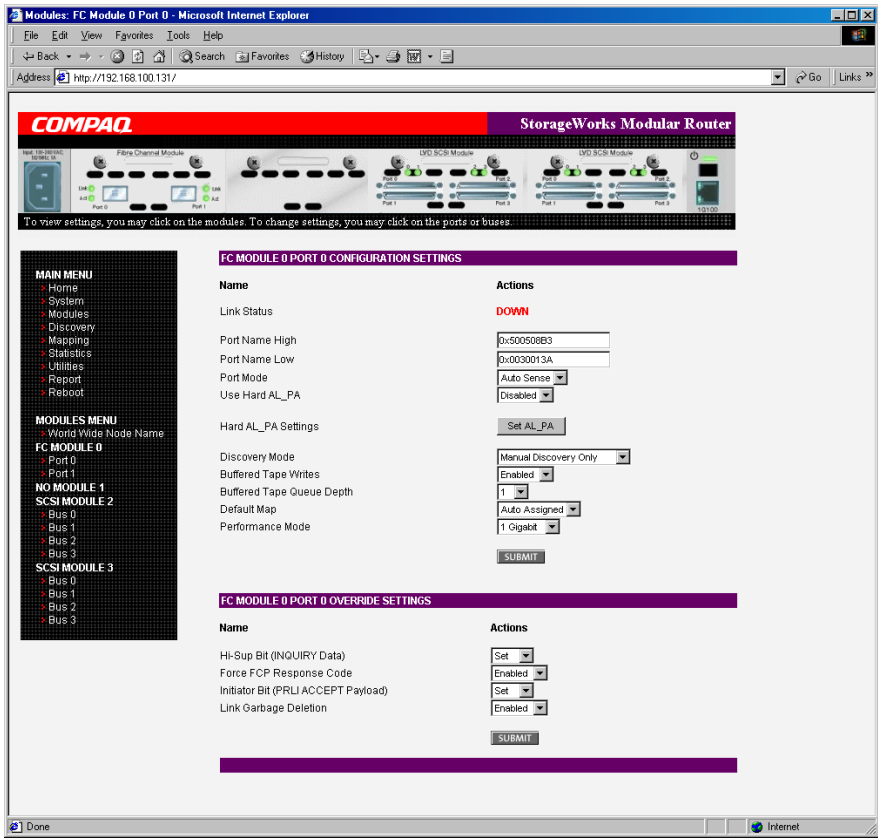 Modules: FC Module 0 Port 0 - Microsoft Internet Explorer
File Edit View Favorites Tools Help
Back Search Favorites History
Address http://192.168.100.131/ Go Links »
COMPAQ StorageWorks Modular Router
Fibre Channel Module LVD SCSI Module LVD SCSI Module
Link Link
Act Act
Port 0 Port 2 Port 0 Port 2
Port 0 Port 1 Port 1 Port 3 Port 1 Port 3 10/100
To view settings, you may click on the modules. To change settings, you may click on the ports or buses.
MAIN MENU
Home
System
Modules
Discovery
Mapping
Statistics
Utilities
Report
Reboot
MODULES MENU
World Wide Node Name
FC MODULE 0
Port 0
Port 1
NO MODULE 1
SCSI MODULE 2
Bus 0
Bus 1
Bus 2
Bus 3
SCSI MODULE 3
Bus 0
Bus 1
Bus 2
Bus 3
FC MODULE 0 PORT 0 CONFIGURATION SETTINGS
Name Actions
Link Status DOWN
Port Name High 0x500508B3
Port Name Low 0x0030013A
Port Mode Auto Sense
Use Hard AL_PA Disabled
Hard AL_PA Settings Set AL_PA
Discovery Mode Manual Discovery Only
Buffered Tape Writes Enabled
Buffered Tape Queue Depth 1
Default Map Auto Assigned
Performance Mode 1 Gigabit
SUBMIT
FC MODULE 0 PORT 0 OVERRIDE SETTINGS
Name Actions
Hi-Sup Bit (INQUIRY Data) Set
Force FCP Response Code Enabled
Initiator Bit (PRLI ACCEPT Payload) Set
Link Garbage Deletion Enabled
SUBMIT
Done Internet